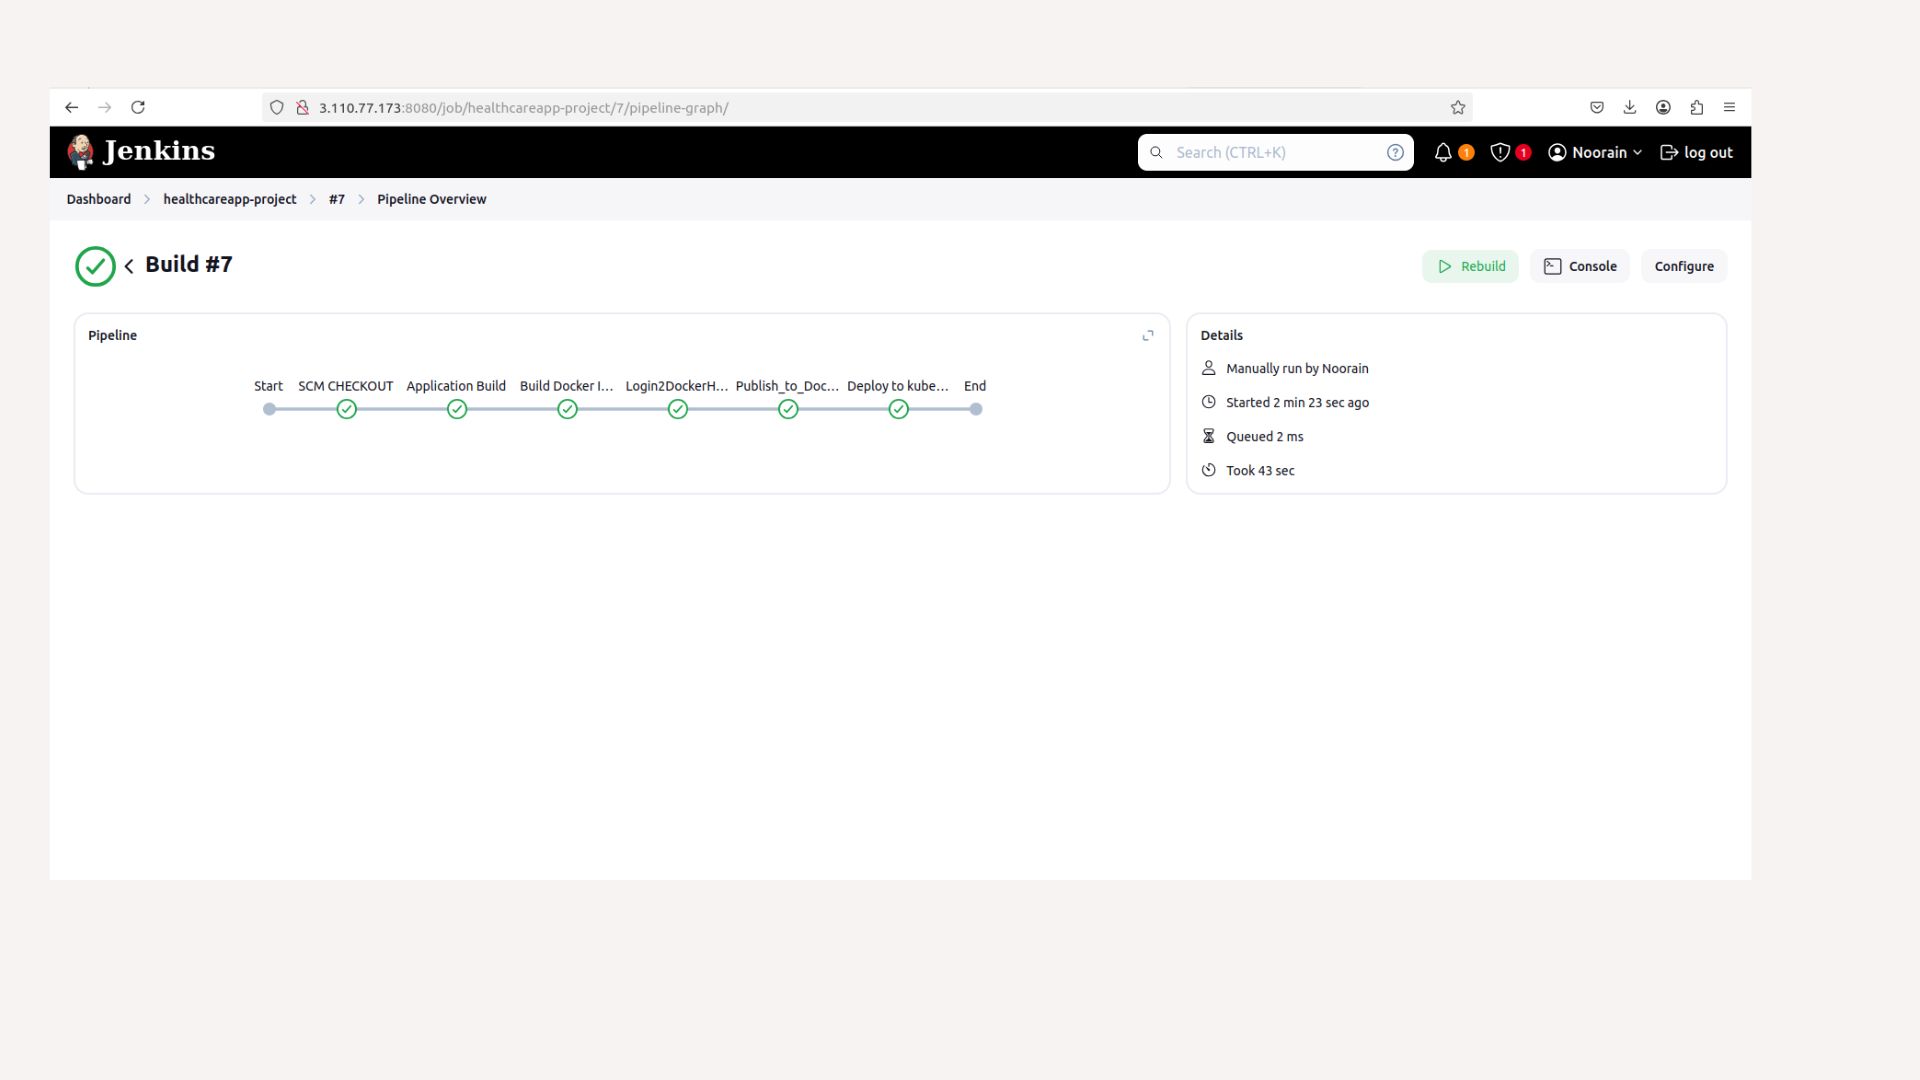 3.110.77.173:8080/job/healthcareapp-project/7/pipeline-graph/
Jenkins
Search (CTRL+K)
1
1
Noorain
log out
Dashboard
healthcareapp-project
#7
Pipeline Overview
Build #7
Rebuild
Console
Configure
Pipeline
Start
SCM CHECKOUT
Application Build
Build Docker I...
Login2DockerH...
Publish_to_Doc...
Deploy to kube...
End
Details
Manually run by Noorain
Started 2 min 23 sec ago
Queued 2 ms
Took 43 sec